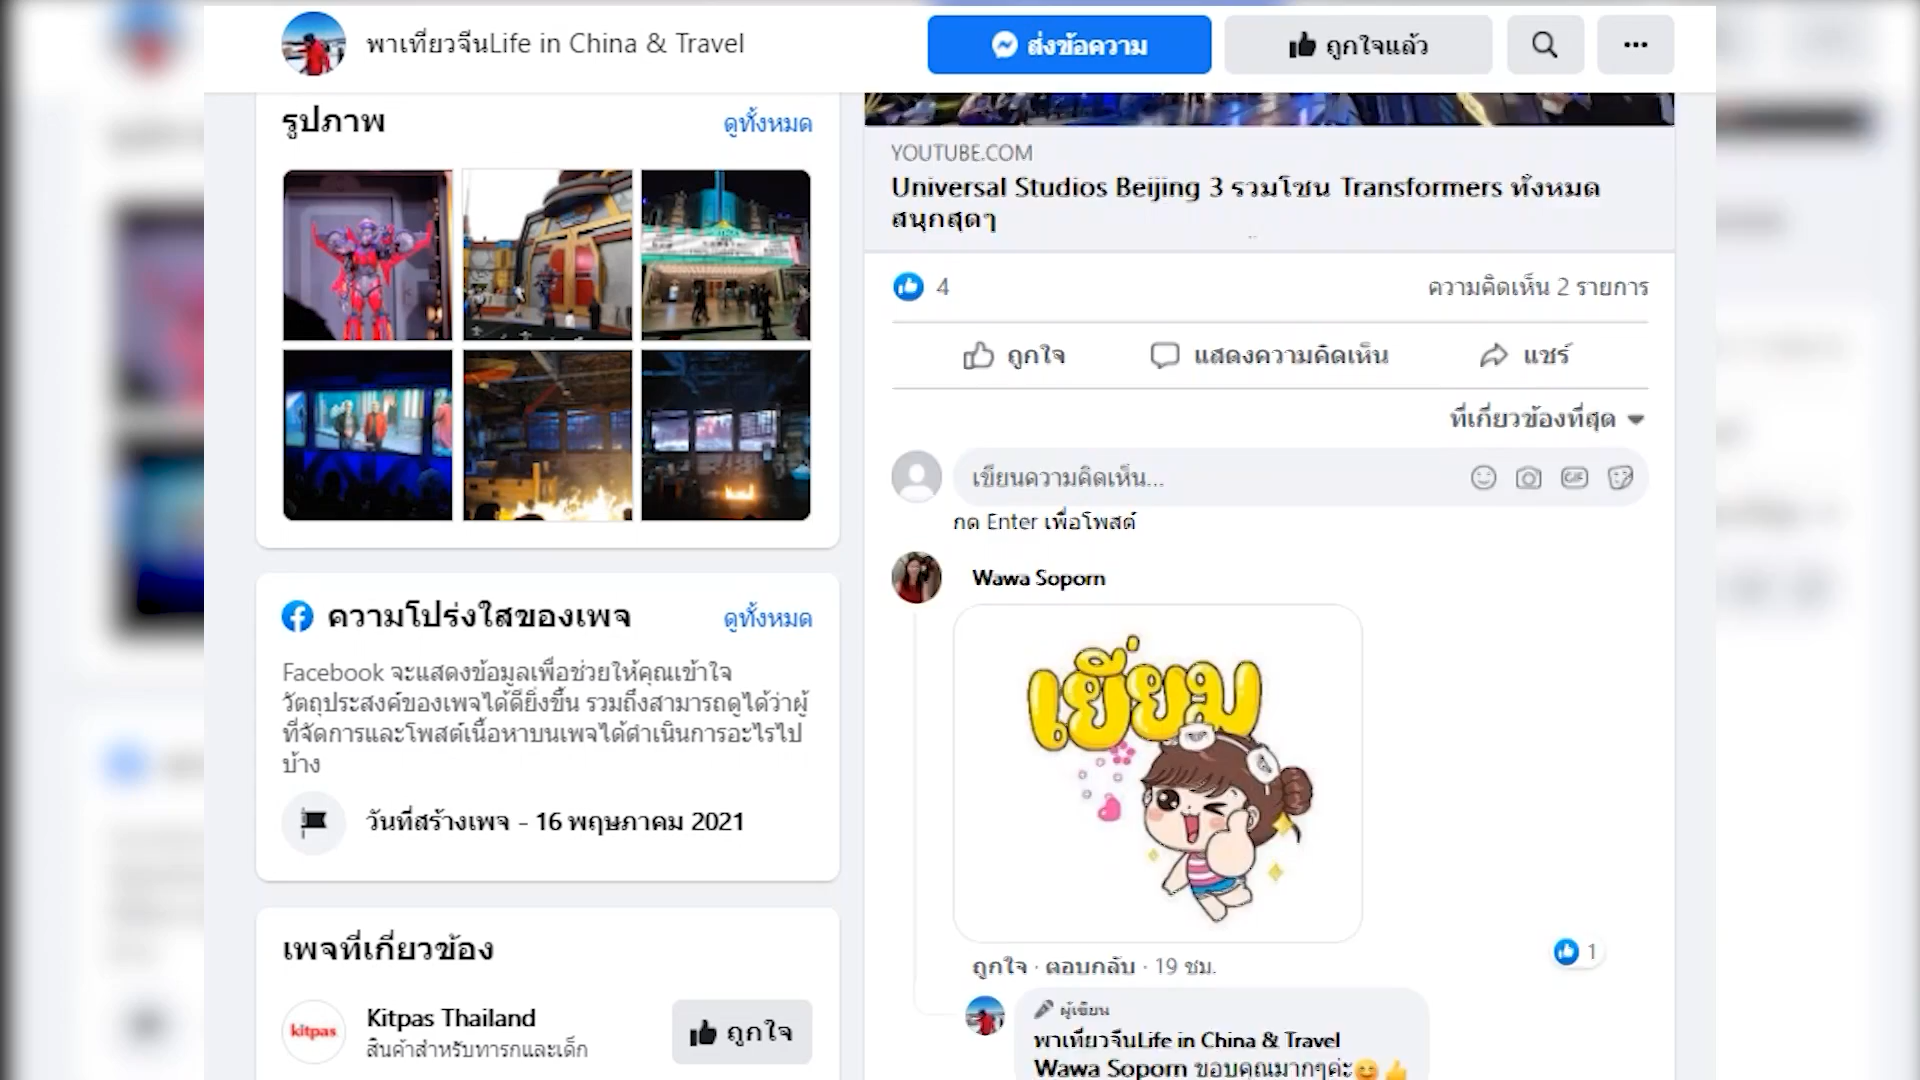 พาเที่ยวจีนLife in China & Travel
ส่งข้อความ
ถูกใจแล้ว
รูปภาพ
ดูทั้งหมด
YOUTUBE.COM
Universal Studios Beijing 3 รวมโซน Transformers ทั้งหมด
สนุกสุดๆ
4
ความคิดเห็น 2 รายการ
ถูกใจ
แสดงความคิดเห็น
แชร์
ที่เกี่ยวข้องที่สุด
เขียนความคิดเห็น...
GIF
กด Enter เพื่อโพสต์
Wawa Soporn
เยี่ยม
ถูกใจ · ตอบกลับ · 19 ชม.
1
ผู้เขียน
พาเที่ยวจีนLife in China & Travel
Wawa Soporn ขอบคุณมากๆค่ะ
ความโปร่งใสของเพจ
ดูทั้งหมด
Facebook จะแสดงข้อมูลเพื่อช่วยให้คุณเข้าใจ
วัตถุประสงค์ของเพจได้ดียิ่งขึ้น รวมถึงสามารถดูได้ว่าผู้
ที่จัดการและโพสต์เนื้อหาบนเพจได้ดำเนินการอะไรไป
บ้าง
วันที่สร้างเพจ - 16 พฤษภาคม 2021
เพจที่เกี่ยวข้อง
kitpas
Kitpas Thailand
สินค้าสำหรับทารกและเด็ก
ถูกใจ